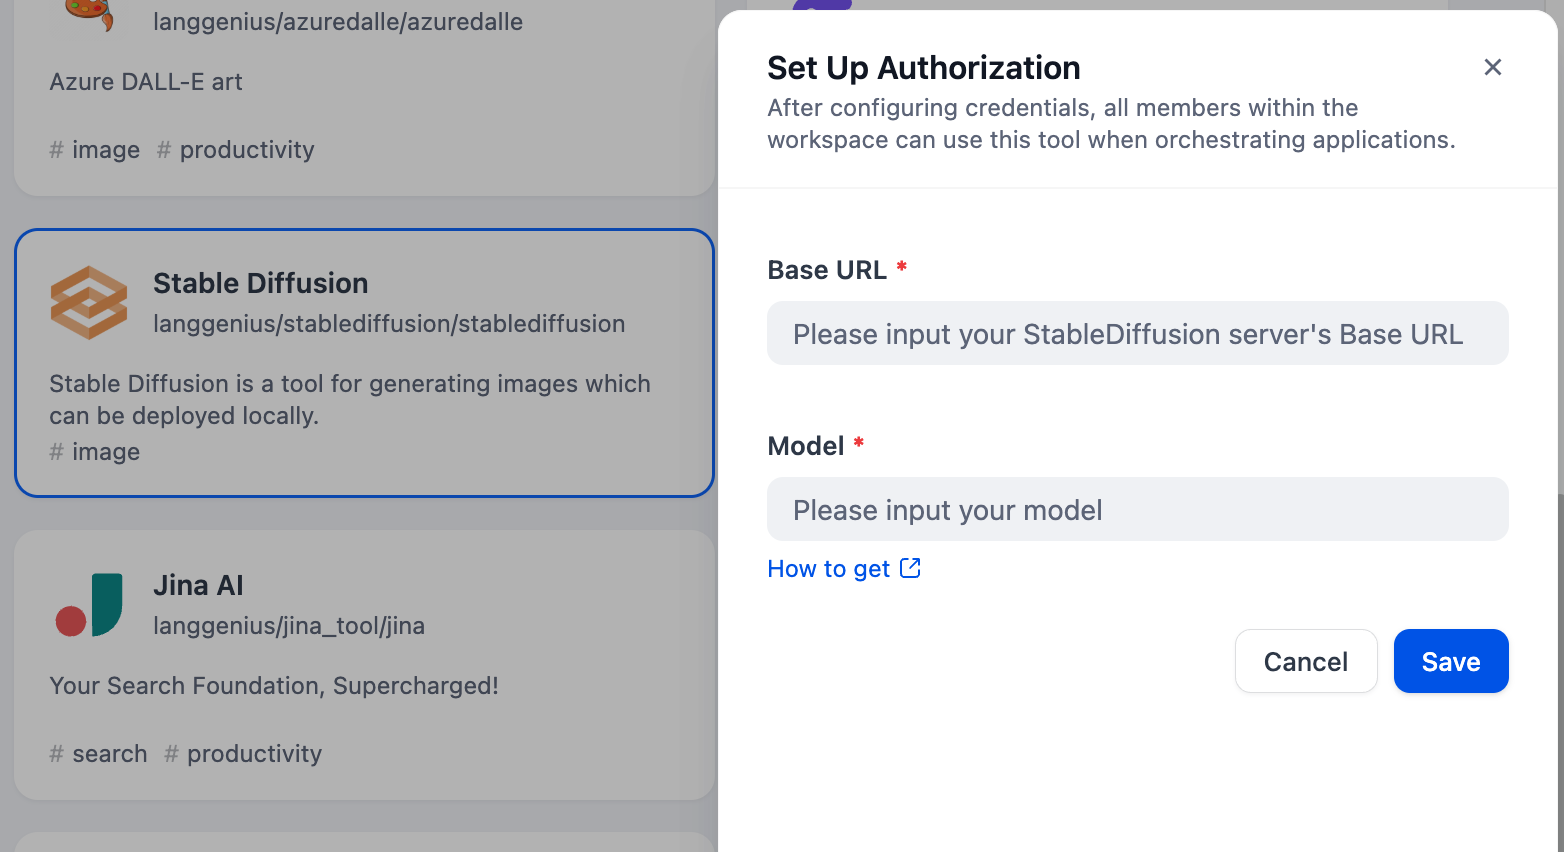 langgenius/azuredalle/azuredalle
Azure DALL-E art
# image # productivity
Stable Diffusion
langgenius/stablediffusion/stablediffusion
Stable Diffusion is a tool for generating images which
can be deployed locally.
# image
Jina AI
langgenius/jina_tool/jina
Your Search Foundation, Supercharged!
# search # productivity
Set Up Authorization
After configuring credentials, all members within the
workspace can use this tool when orchestrating applications.
Base URL *
Please input your StableDiffusion server's Base URL
Model *
Please input your model
How to get
Cancel Save